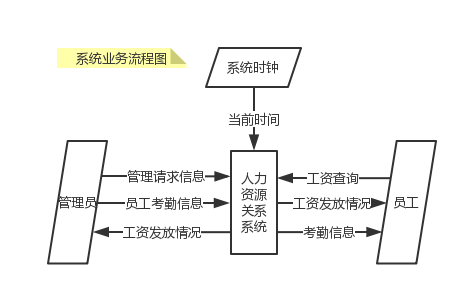 系统业务流程图
系统时钟
当前时间
管理员
管理请求信息
员工考勤信息
工资发放情况
人力
资源
关系
系统
工资查询
工资发放情况
考勤信息
员工